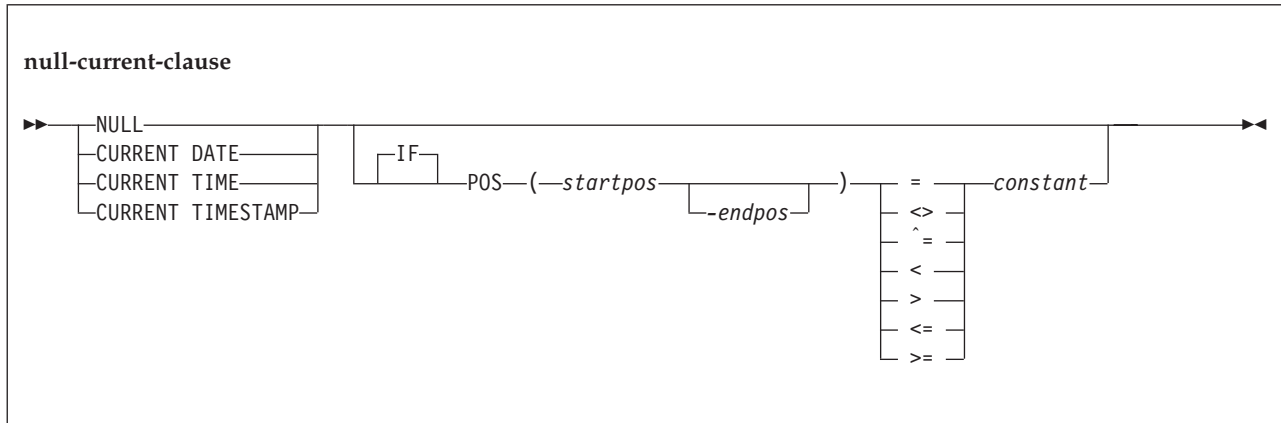 null-current-clause
NULL
CURRENT DATE
CURRENT TIME
CURRENT TIMESTAMP
IF
POS ( startpos -endpos ) = constant
<>
^=
<
>
<=
>=